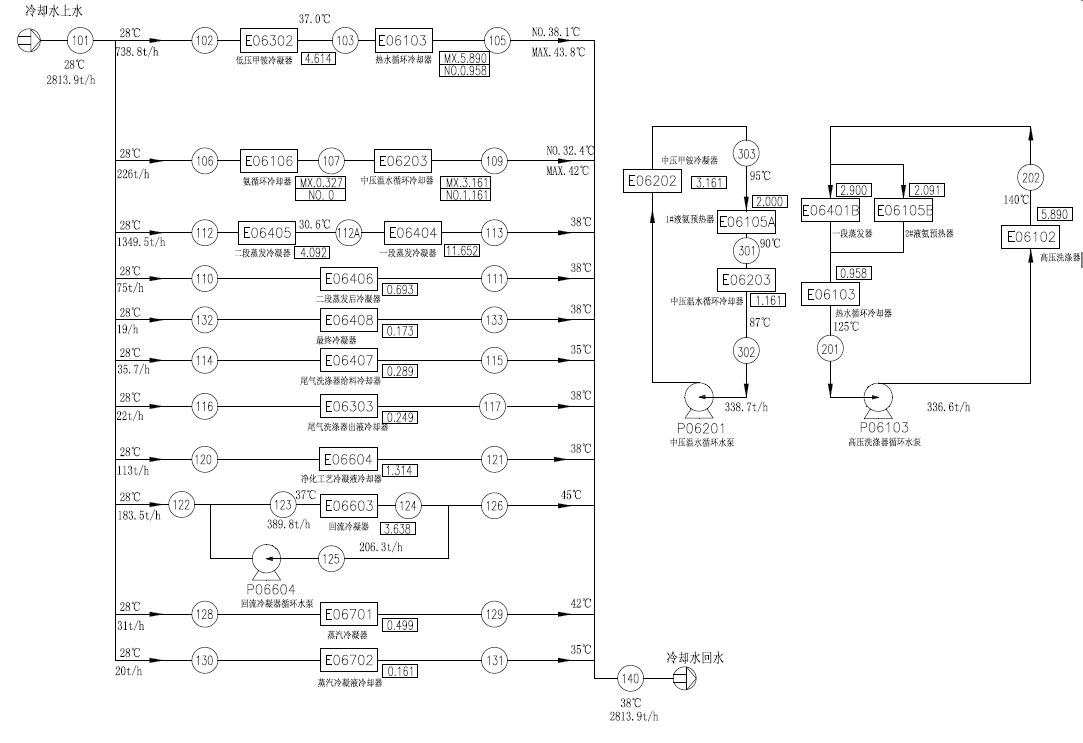 冷却水上水
101
28℃
2813.9t/h
28℃
738.8t/h
102
E06302
低压甲铵冷凝器
4.614
37.0℃
103
E06103
热水循环冷却器
MX.5.890
NO.0.958
105
NO.38.1℃
MAX.43.8℃
28℃
226t/h
106
E06106
氨循环冷却器
MX.0.327
NO. 0
107
E06203
中压温水循环冷却器
MX.3.161
NO.1.161
109
NO.32.4℃
MAX.42℃
28℃
1349.5t/h
112
E06405
二段蒸发冷凝器
4.092
30.6℃
112A
E06404
一段蒸发冷凝器
11.652
113
38℃
28℃
75t/h
110
E06406
二段蒸发后冷凝器
0.693
111
38℃
28℃
19/h
132
E06408
最终冷凝器
0.173
133
38℃
28℃
35.7/h
114
E06407
尾气洗涤器给料冷却器
0.289
115
35℃
28℃
22t/h
116
E06303
尾气洗涤器出液冷却器
0.249
117
38℃
28℃
113t/h
120
E06604
净化工艺冷凝液冷却器
1.314
121
38℃
28℃
183.5t/h
122
123
37℃
389.8t/h
E06603
回流冷凝器
3.638
124
126
45℃
206.3t/h
125
P06604
回流冷凝器循环水泵
28℃
31t/h
128
E06701
蒸汽冷凝器
0.499
129
42℃
28℃
20t/h
130
E06702
蒸汽冷凝液冷却器
0.161
131
35℃
冷却水回水
140
38℃
2813.9t/h
中压甲铵冷凝器
E06202
3.161
303
95℃
2.000
1#液氨预热器
E06105A
301
90℃
E06203
中压温水循环冷却器
1.161
87℃
302
338.7t/h
P06201
中压温水循环水泵
2.900
E06401B
一段蒸发器
2.091
E06105B
2#液氨预热器
0.958
E06103
热水循环冷却器
125℃
201
P06103
高压洗涤器循环水泵
336.6t/h
202
140℃
5.890
E06102
高压洗涤器